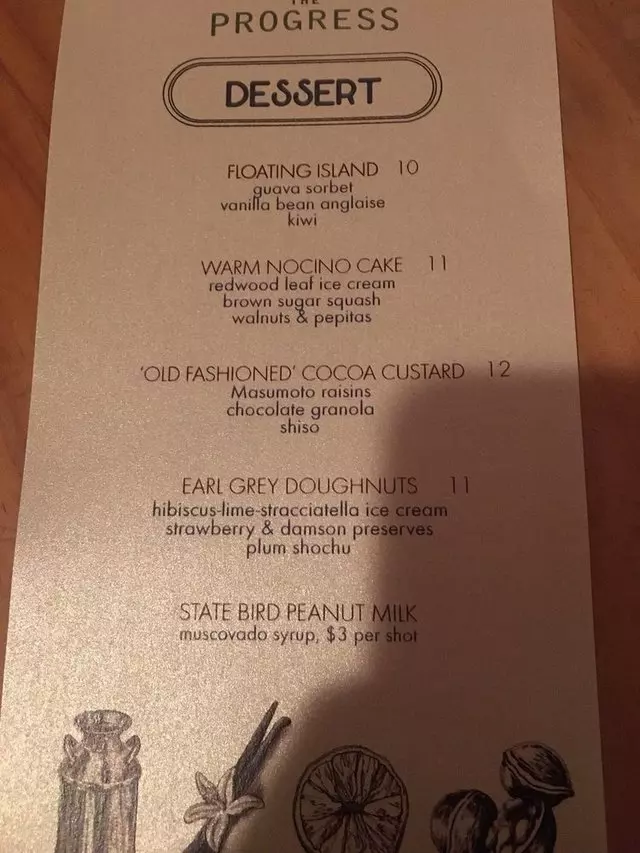 THE
PROGRESS
DESSERT
FLOATING ISLAND 10
guava sorbet
vanilla bean anglaise
kiwi
WARM NOCINO CAKE 11
redwood leaf ice cream
brown sugar squash
walnuts & pepitas
'OLD FASHIONED' COCOA CUSTARD 12
Masumoto raisins
chocolate granola
shiso
EARL GREY DOUGHNUTS 11
hibiscus-lime-stracciatella ice cream
strawberry & damson preserves
plum shochu
STATE BIRD PEANUT MILK
muscovado syrup, $3 per shot